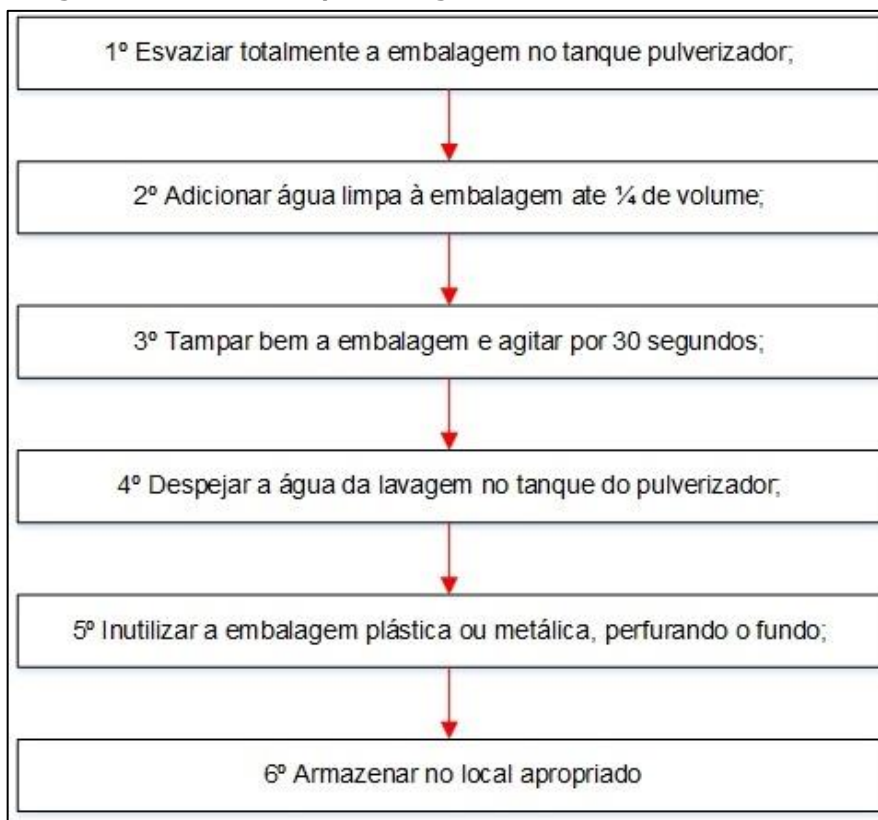 1º Esvaziar totalmente a embalagem no tanque pulverizador;
2º Adicionar água limpa à embalagem ate ¼ de volume;
3º Tampar bem a embalagem e agitar por 30 segundos;
4º Despejar a água da lavagem no tanque do pulverizador;
5º Inutilizar a embalagem plástica ou metálica, perfurando o fundo;
6º Armazenar no local apropriado